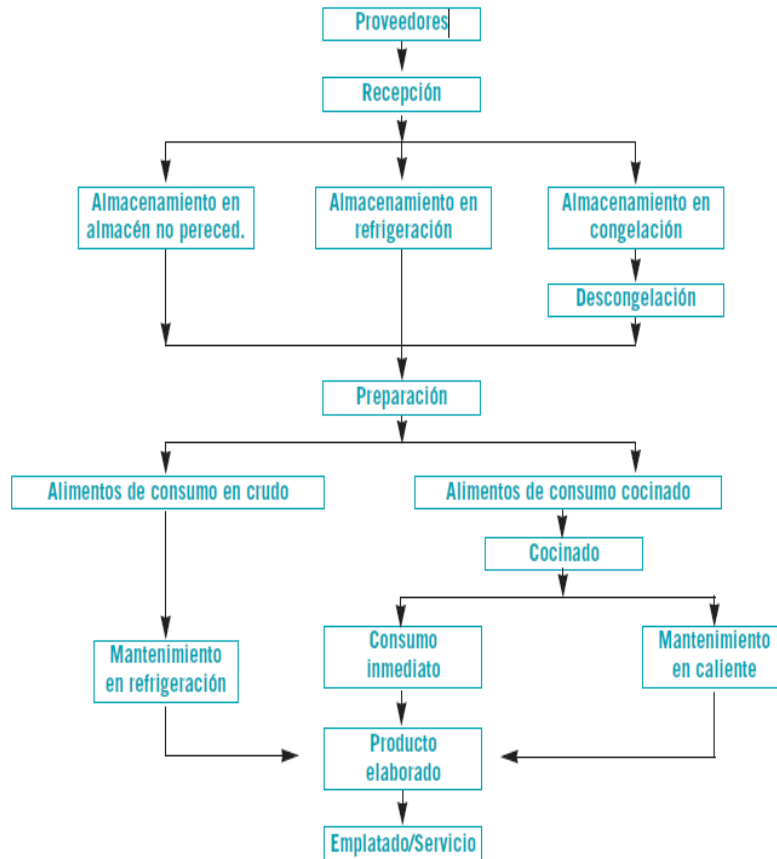 Proveedores
Recepción
Almacenamiento en
almacén no pereced.
Almacenamiento en
refrigeración
Almacenamiento en
congelación
Descongelación
Preparación
Alimentos de consumo en crudo
Alimentos de consumo cocinado
Cocinado
Mantenimiento
en refrigeración
Consumo
inmediato
Mantenimiento
en caliente
Producto
elaborado
Emplatado/Servicio